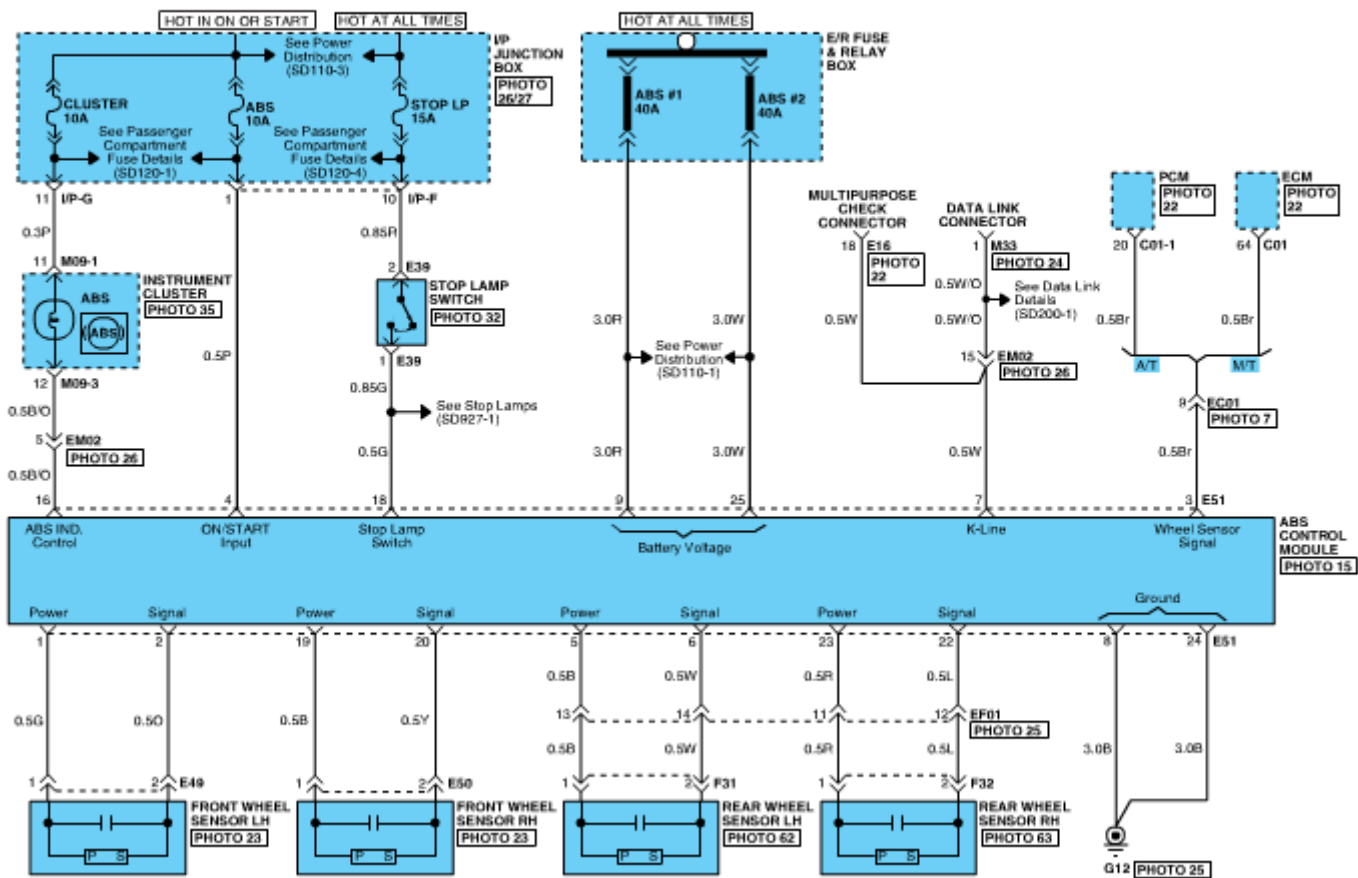 HOT IN ON OR START
HOT AT ALL TIMES
HOT AT ALL TIMES
See Power
Distribution
(SD110-3)
I/P
JUNCTION
BOX
PHOTO
26/27
E/R FUSE
& RELAY
BOX
CLUSTER
10A
ABS
10A
STOP LP
15A
ABS #1
40A
ABS #2
40A
See Passenger
Compartment
Fuse Details
(SD120-1)
See Passenger
Compartment
Fuse Details
(SD120-4)
11 I/P-G
1
10 I/P-F
0.3P
0.85R
11 M09-1
2 E39
INSTRUMENT
CLUSTER
PHOTO 35
ABS
(ABS)
STOP LAMP
SWITCH
PHOTO 32
12 M09-3
1 E39
0.5P
0.85G
See Stop Lamps
(SD927-1)
0.5B/O
5 EM02
PHOTO 26
0.5B/O
0.5G
3.0R
3.0W
See Power
Distribution
(SD110-1)
3.0R
3.0W
MULTIPURPOSE
CHECK
CONNECTOR
18 E16
PHOTO
22
0.5W
DATA LINK
CONNECTOR
1 M33
PHOTO 24
0.5W/O
See Data Link
Details
(SD200-1)
0.5W/O
15 EM02
PHOTO 26
0.5W
PCM
PHOTO
22
ECM
PHOTO
22
20 C01-1
64 C01
0.5Br
0.5Br
A/T
M/T
9 EC01
PHOTO 7
0.5Br
16
4
18
9
25
7
3 E51
ABS IND.
Control
ON/START
Input
Stop Lamp
Switch
Battery Voltage
K-Line
Wheel Sensor
Signal
ABS
CONTROL
MODULE
PHOTO 15
Power
Signal
Power
Signal
Power
Signal
Power
Signal
Ground
1
2
19
20
5
6
23
22
8
24 E51
0.5B
0.5W
0.5R
0.5L
0.5G
0.5O
0.5B
0.5Y
13
14
11
12 EF01
PHOTO 25
0.5B
0.5W
0.5R
0.5L
3.0B
3.0B
1
2 E49
1
2 E50
1
2 F31
1
2 F32
FRONT WHEEL
SENSOR LH
PHOTO 23
FRONT WHEEL
SENSOR RH
PHOTO 23
REAR WHEEL
SENSOR LH
PHOTO 62
REAR WHEEL
SENSOR RH
PHOTO 63
P S
P S
P S
P S
G12 PHOTO 25